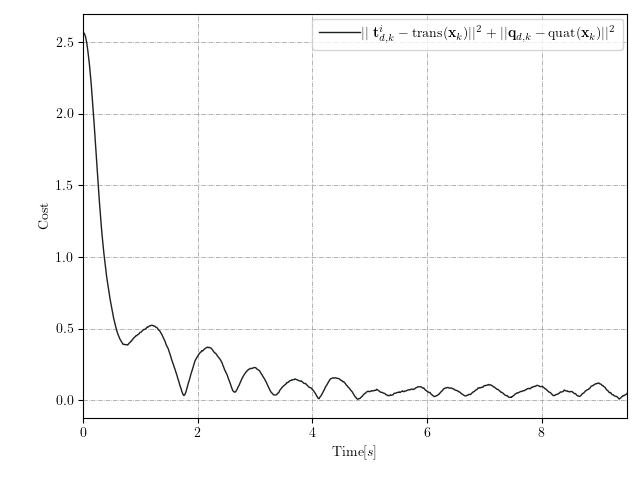 || t^i_{d,k} − trans(x_k)||^2 + ||q_{d,k} − quat(x_k)||^2
2.5
2.0
1.5
Cost
1.0
0.5
0.0
0 2 4 6 8
Time[s]